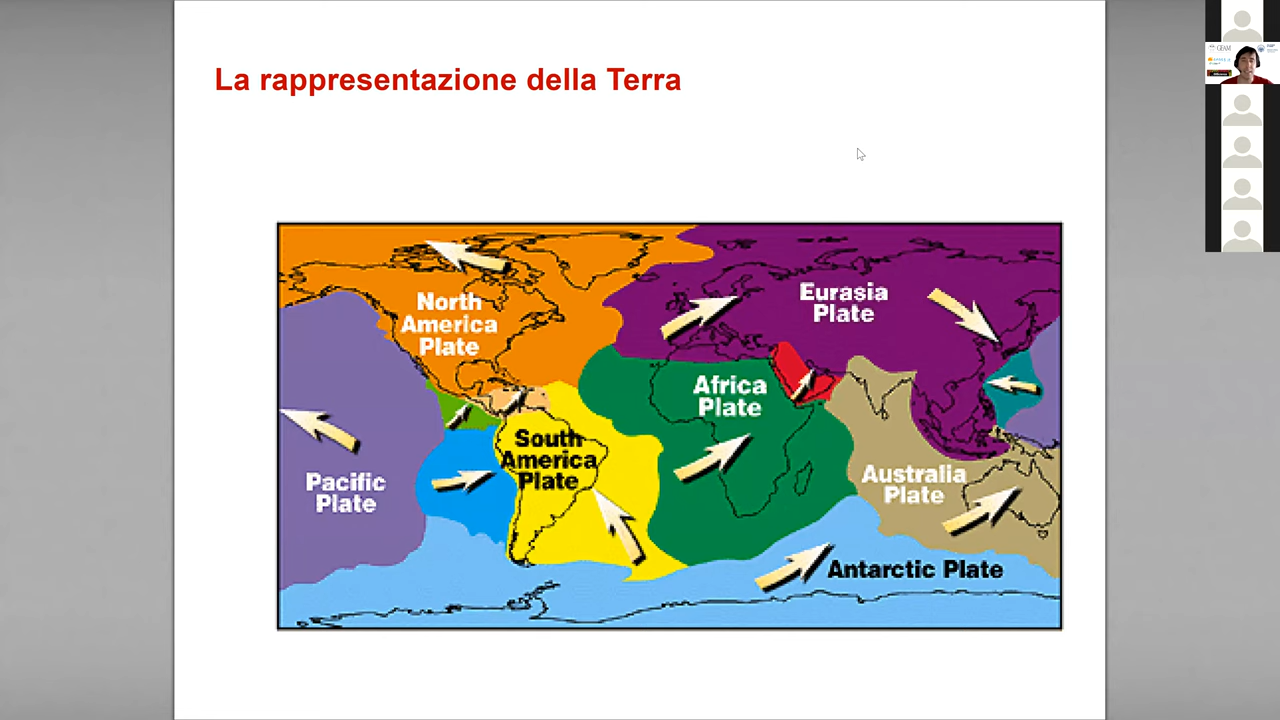 La rappresentazione della Terra
North
America
Plate
Eurasia
Plate
Africa
Plate
South
America
Plate
Pacific
Plate
Australia
Plate
Antarctic Plate
GEAM